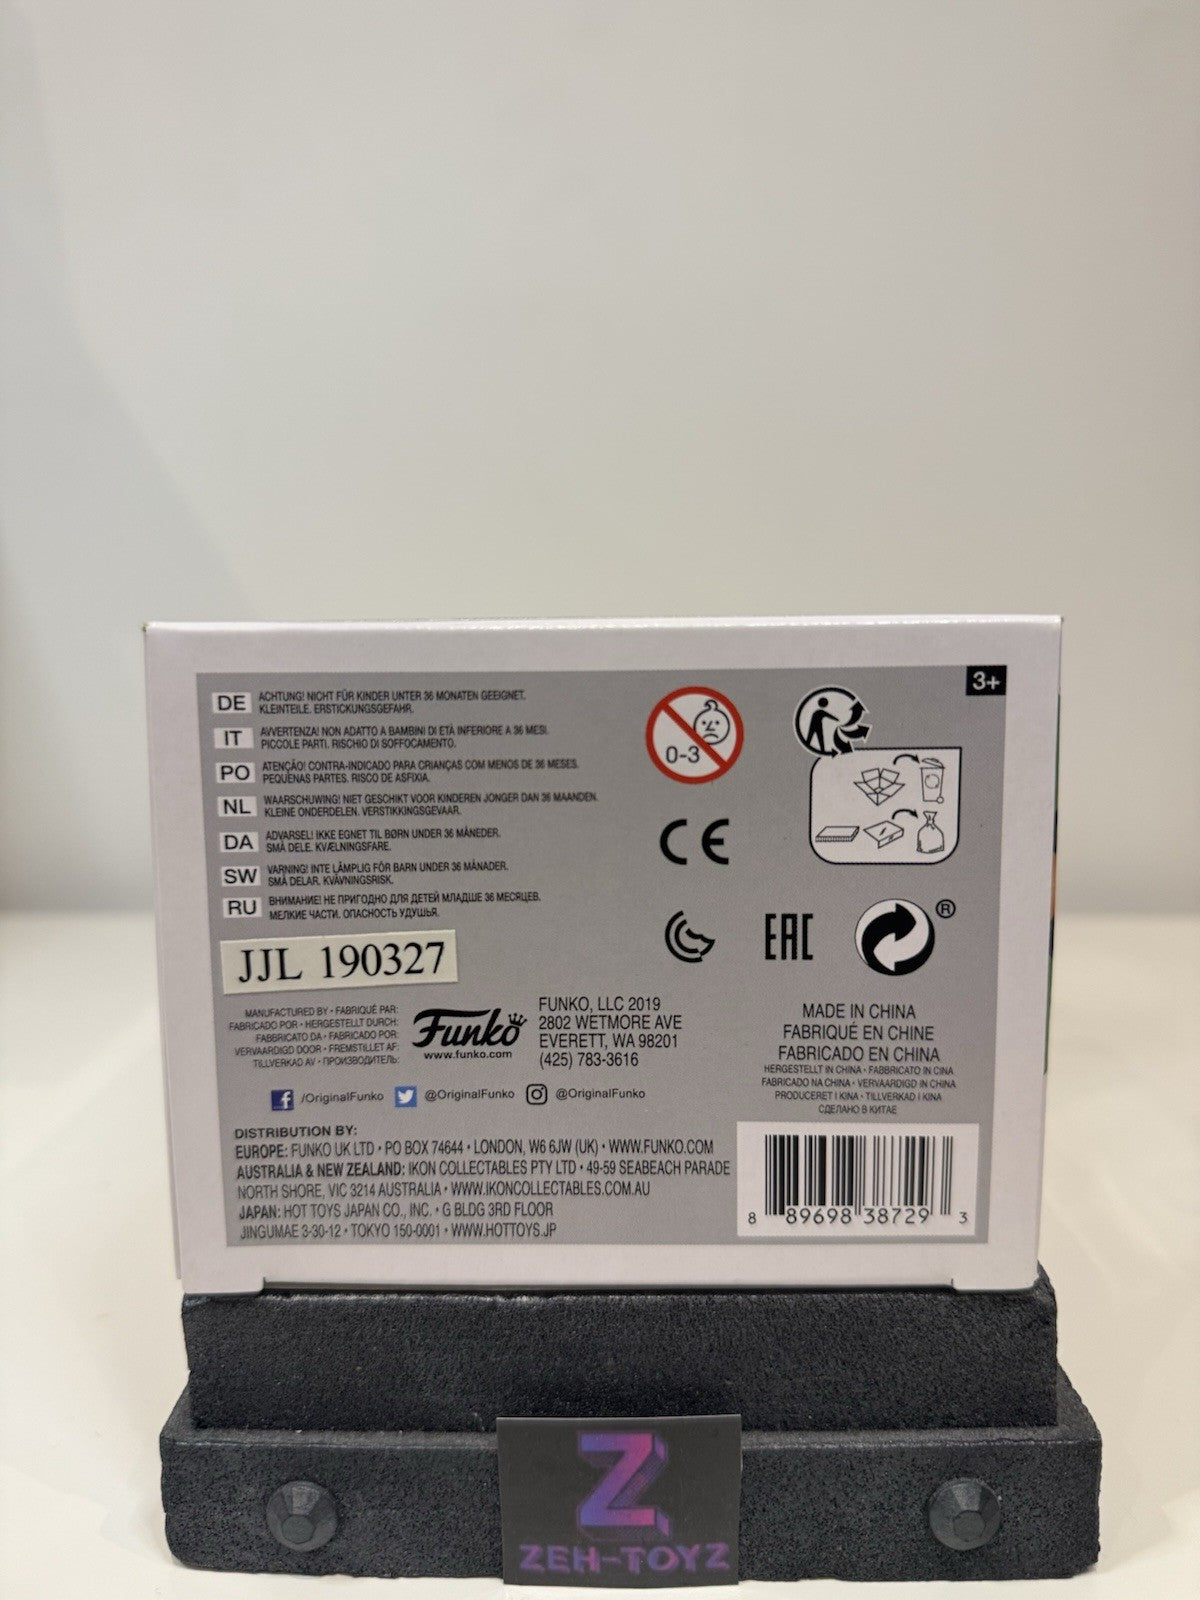 3+
DE ACHTUNG! NICHT FÜR KINDER UNTER 36 MONATEN GEEIGNET.
KLEINTEILE. ERSTICKUNGSGEFAHR.
IT AVVERTENZA! NON ADATTO A BAMBINI DI ETÀ INFERIORE A 36 MESI.
PICCOLE PARTI. RISCHIO DI SOFFOCAMENTO.
PO ATENÇÃO! CONTRA-INDICADO PARA CRIANÇAS COM MENOS DE 36 MESES.
PEQUENAS PARTES. RISCO DE ASFIXIA.
NL WAARSCHUWING! NIET GESCHIKT VOOR KINDEREN JONGER DAN 36 MAANDEN.
KLEINE ONDERDELEN. VERSTIKKINGSGEVAAR.
DA ADVARSEL! IKKE EGNET TIL BØRN UNDER 36 MÅNEDER.
SMÅ DELE. KVÆLNINGSFARE.
SW VARNING! INTE LÄMPLIG FÖR BARN UNDER 36 MÅNADER.
SMÅ DELAR. KVÄVNINGSRISK.
RU ВНИМАНИЕ! НЕ ПРИГОДНО ДЛЯ ДЕТЕЙ МЛАДШЕ 36 МЕСЯЦЕВ.
МЕЛКИЕ ЧАСТИ. ОПАСНОСТЬ УДУШЬЯ.
0-3
CE
EAC
®
JJL 190327
MANUFACTURED BY • FABRIQUÉ PAR:
FABRICADO POR • HERGESTELLT DURCH:
FABBRICATO DA • FABRICADO POR:
VERVAARDIGD DOOR • FREMSTILLET AF:
TILLVERKAD AV • ПРОИЗВОДИТЕЛЬ:
Funko
www.funko.com
FUNKO, LLC 2019
2802 WETMORE AVE
EVERETT, WA 98201
(425) 783-3616
/OriginalFunko @OriginalFunko @OriginalFunko
MADE IN CHINA
FABRIQUÉ EN CHINE
FABRICADO EN CHINA
HERGESTELLT IN CHINA • FABBRICATO IN CINA
FABRICADO NA CHINA • VERVAARDIGD IN CHINA
PRODUCERET I KINA • TILLVERKAD I KINA
СДЕЛАНО В КИТАЕ
DISTRIBUTION BY:
EUROPE: FUNKO UK LTD • PO BOX 74644 • LONDON, W6 6JW (UK) • WWW.FUNKO.COM
AUSTRALIA & NEW ZEALAND: IKON COLLECTABLES PTY LTD • 49-59 SEABEACH PARADE
NORTH SHORE, VIC 3214 AUSTRALIA • WWW.IKONCOLLECTABLES.COM.AU
JAPAN: HOT TOYS JAPAN CO., INC. • G BLDG 3RD FLOOR
JINGUMAE 3-30-12 • TOKYO 150-0001 • WWW.HOTTOYS.JP
8 89698 38729 3
Z
ZEH-TOYZ